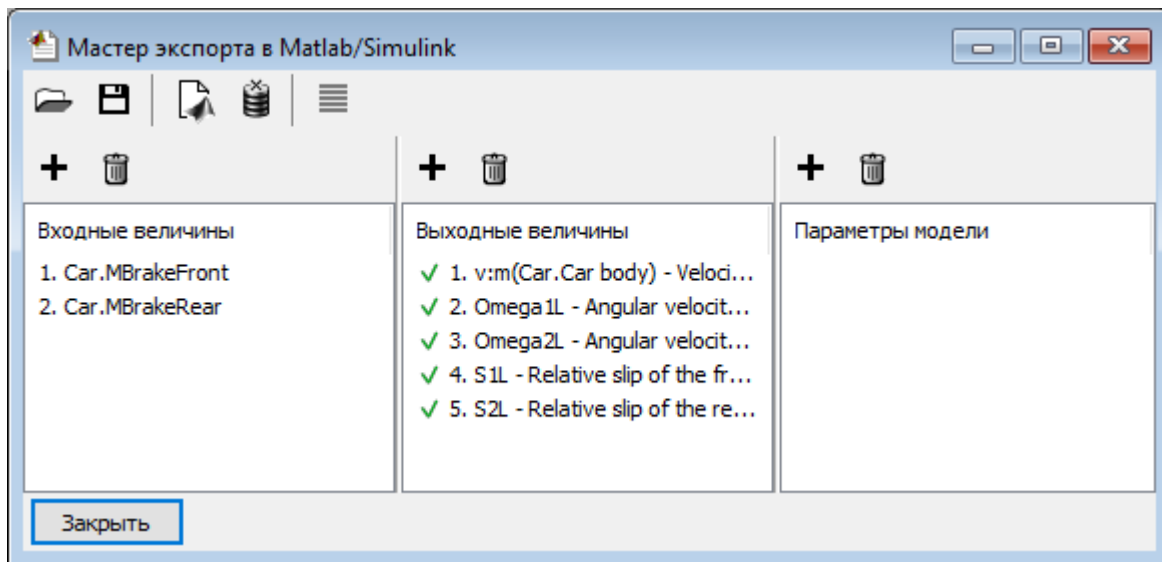 Мастер экспорта в Matlab/Simulink
Входные величины
1. Car.MBrakeFront
2. Car.MBrakeRear
Выходные величины
1. v:m(Car.Car body) - Veloci...
2. Omega1L - Angular velocit...
3. Omega2L - Angular velocit...
4. S1L - Relative slip of the fr...
5. S2L - Relative slip of the re...
Параметры модели
Закрыть